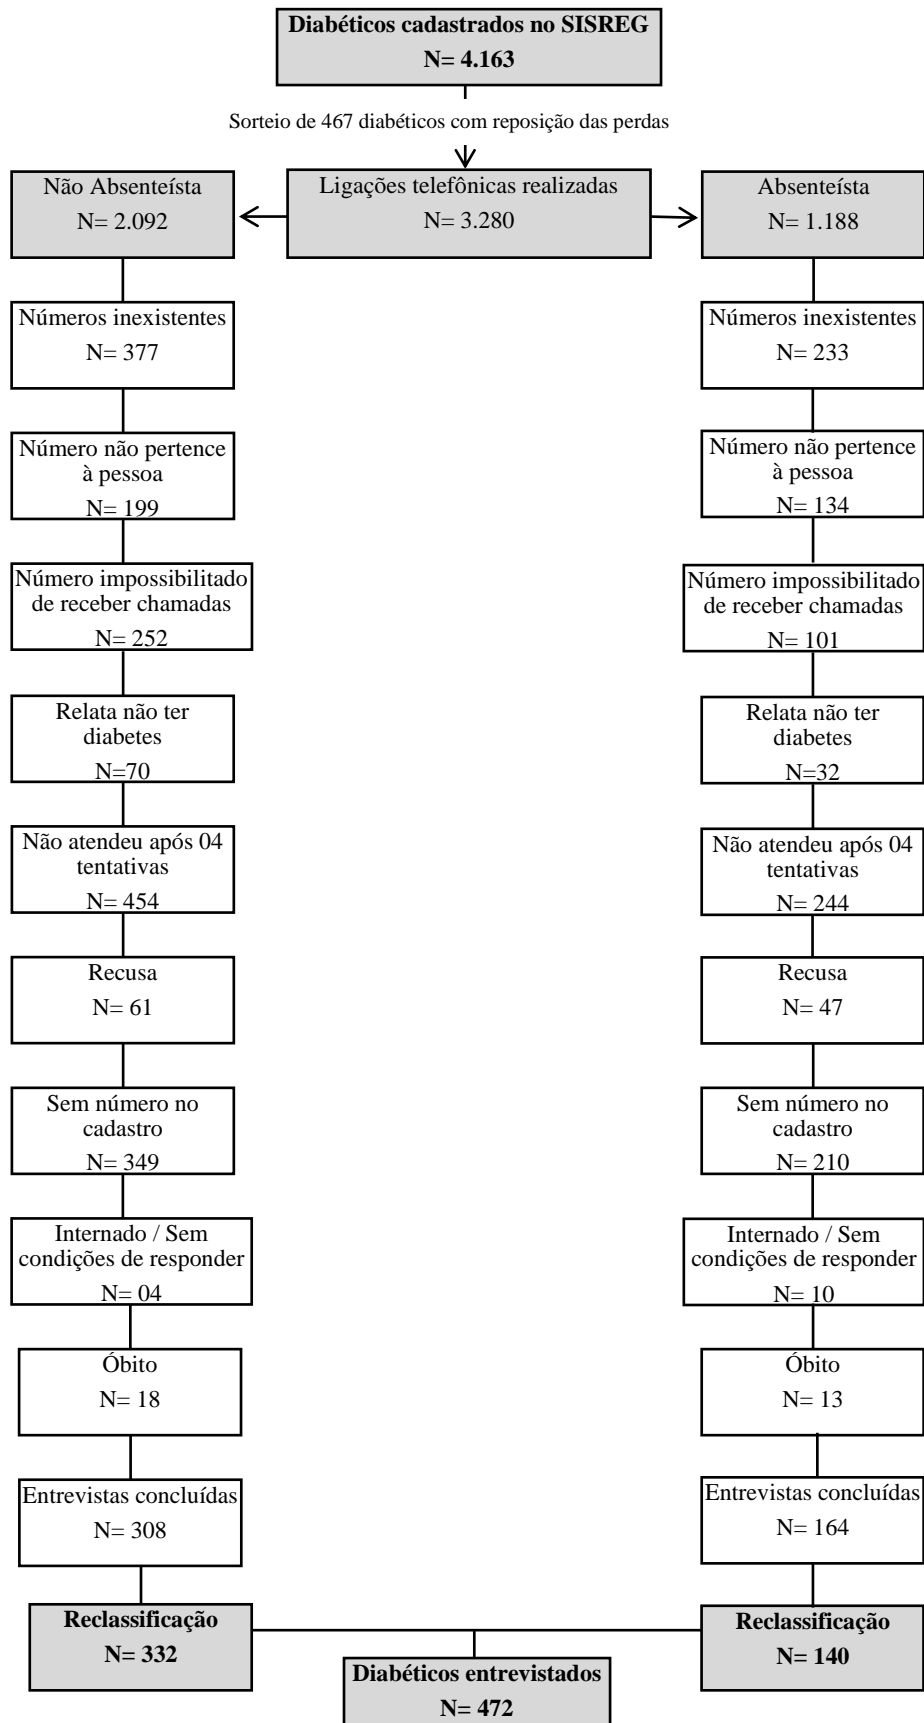 Diabéticos cadastrados no SISREG
N= 4.163
Sorteio de 467 diabéticos com reposição das perdas
Ligações telefônicas realizadas
N= 3.280
Não Absenteísta
N= 2.092
Números inexistentes
N= 377
Número não pertence
à pessoa
N= 199
Número impossibilitado
de receber chamadas
N= 252
Relata não ter
diabetes
N=70
Não atendeu após 04
tentativas
N= 454
Recusa
N= 61
Sem número no
cadastro
N= 349
Internado / Sem
condições de responder
N= 04
Óbito
N= 18
Entrevistas concluídas
N= 308
Reclassificação
N= 332
Absenteísta
N= 1.188
Números inexistentes
N= 233
Número não pertence
à pessoa
N= 134
Número impossibilitado
de receber chamadas
N= 101
Relata não ter
diabetes
N=32
Não atendeu após 04
tentativas
N= 244
Recusa
N= 47
Sem número no
cadastro
N= 210
Internado / Sem
condições de responder
N= 10
Óbito
N= 13
Entrevistas concluídas
N= 164
Reclassificação
N= 140
Diabéticos entrevistados
N= 472